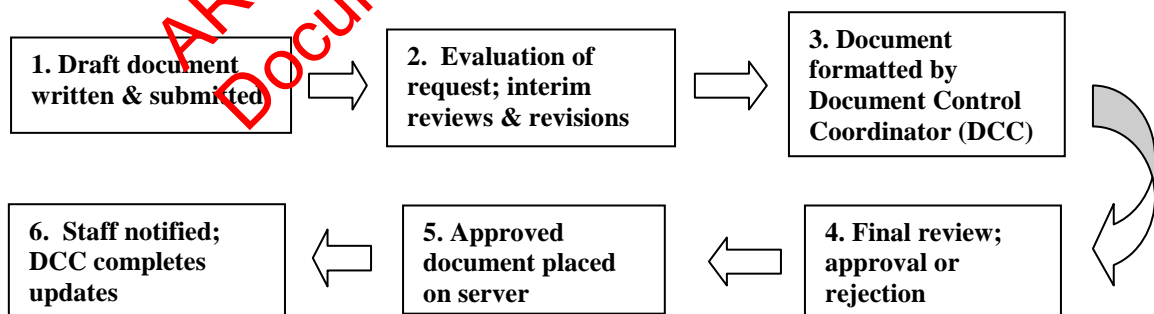 AR
Docu
1. Draft document
written & submitted
2.  Evaluation of
request; interim
reviews & revisions
3. Document
formatted by
Document Control
Coordinator (DCC)
4. Final review;
approval or
rejection
5. Approved
document placed
on server
6.  Staff notified;
DCC completes
updates